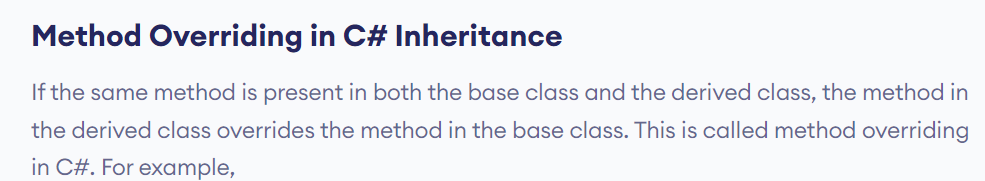 Method Overriding in C# Inheritance
If the same method is present in both the base class and the derived class, the method in
the derived class overrides the method in the base class. This is called method overriding
in C#. For example,